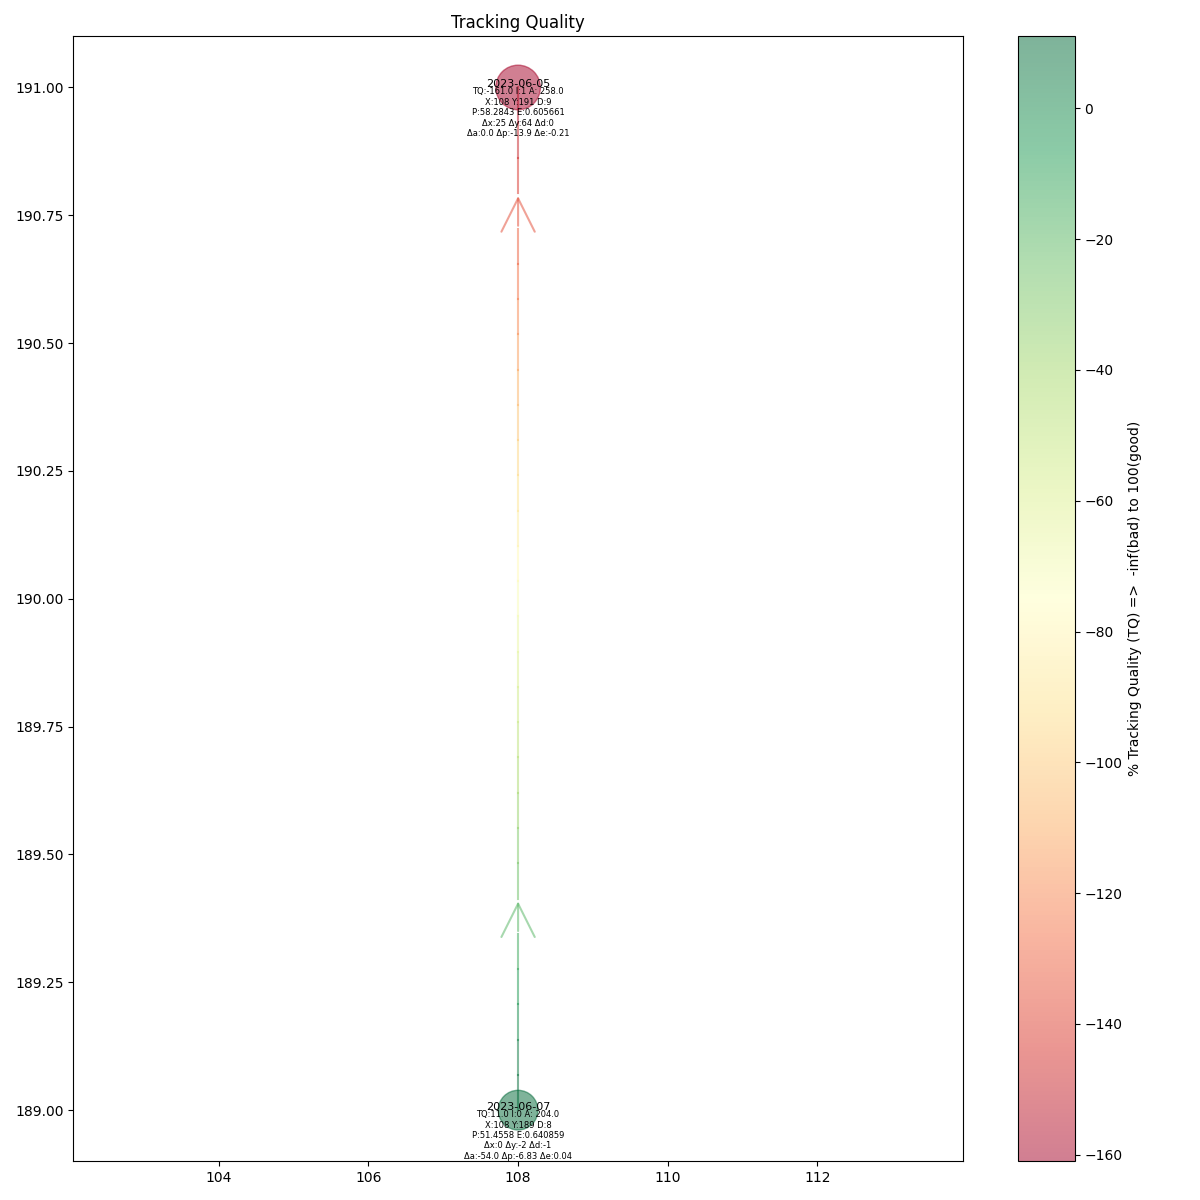 Tracking Quality
191.00
190.75
190.50
190.25
190.00
189.75
189.50
189.25
189.00
2023-06-05
TQ:-161.0 I:1 A: 258.0
X:108 Y:191 D:9
P:58.2843 E:0.605661
Δx:25 Δy:64 Δd:0
Δa:0.0 Δp:-13.9 Δe:-0.21
2023-06-07
TQ:11.0 I:0 A: 204.0
X:108 Y:189 D:8
P:51.4558 E:0.640859
Δx:0 Δy:-2 Δd:-1
Δa:-54.0 Δp:-6.83 Δe:0.04
104
106
108
110
112
0
−20
−40
−60
−80
−100
−120
−140
−160
% Tracking Quality (TQ) => -inf(bad) to 100(good)